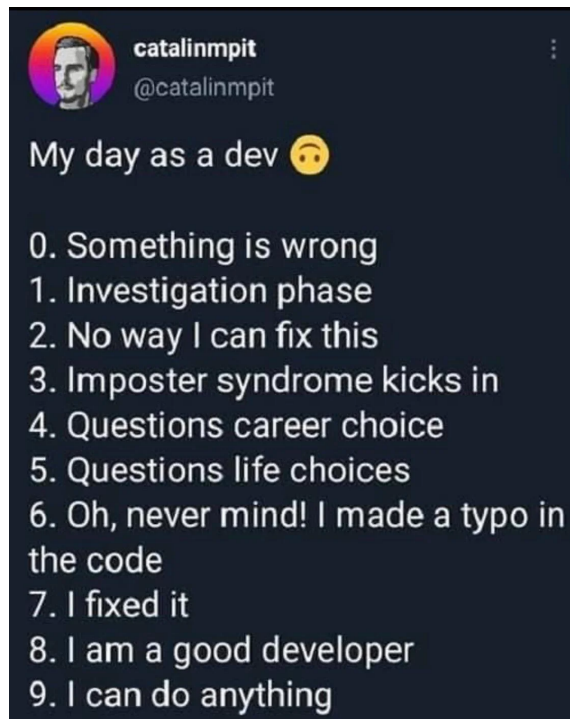 catalinmpit
@catalinmpit
My day as a dev 🙃
0. Something is wrong
1. Investigation phase
2. No way I can fix this
3. Imposter syndrome kicks in
4. Questions career choice
5. Questions life choices
6. Oh, never mind! I made a typo in
the code
7. I fixed it
8. I am a good developer
9. I can do anything